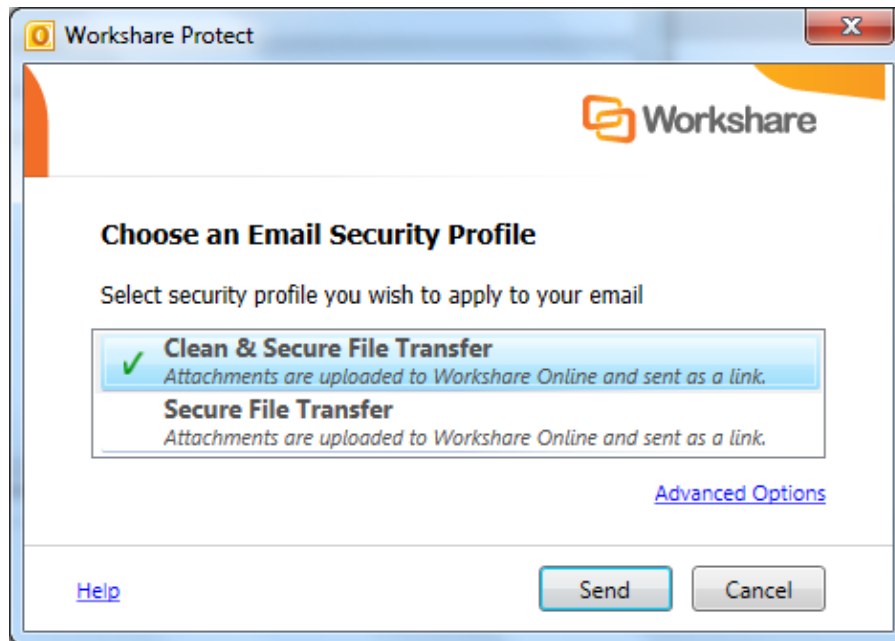 Workshare Protect
Workshare
Choose an Email Security Profile
Select security profile you wish to apply to your email
Clean & Secure File Transfer
Attachments are uploaded to Workshare Online and sent as a link.
Secure File Transfer
Attachments are uploaded to Workshare Online and sent as a link.
Advanced Options
Help Send Cancel